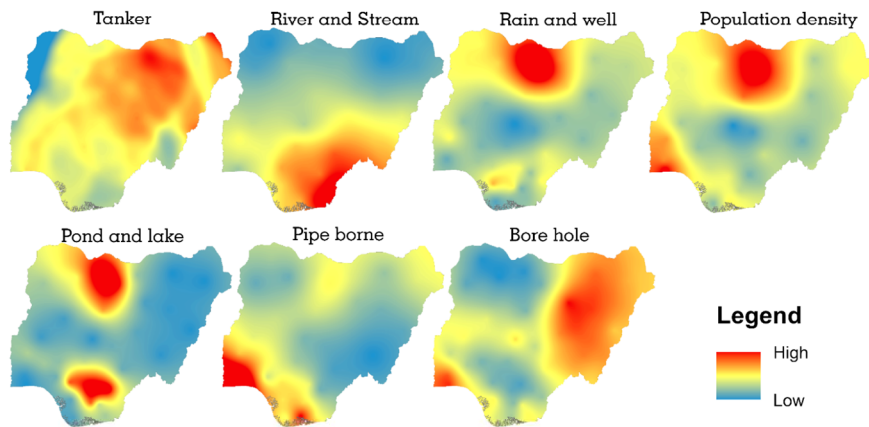 Tanker
River and Stream
Rain and well
Population density
Pond and lake
Pipe borne
Bore hole
Legend
High
Low